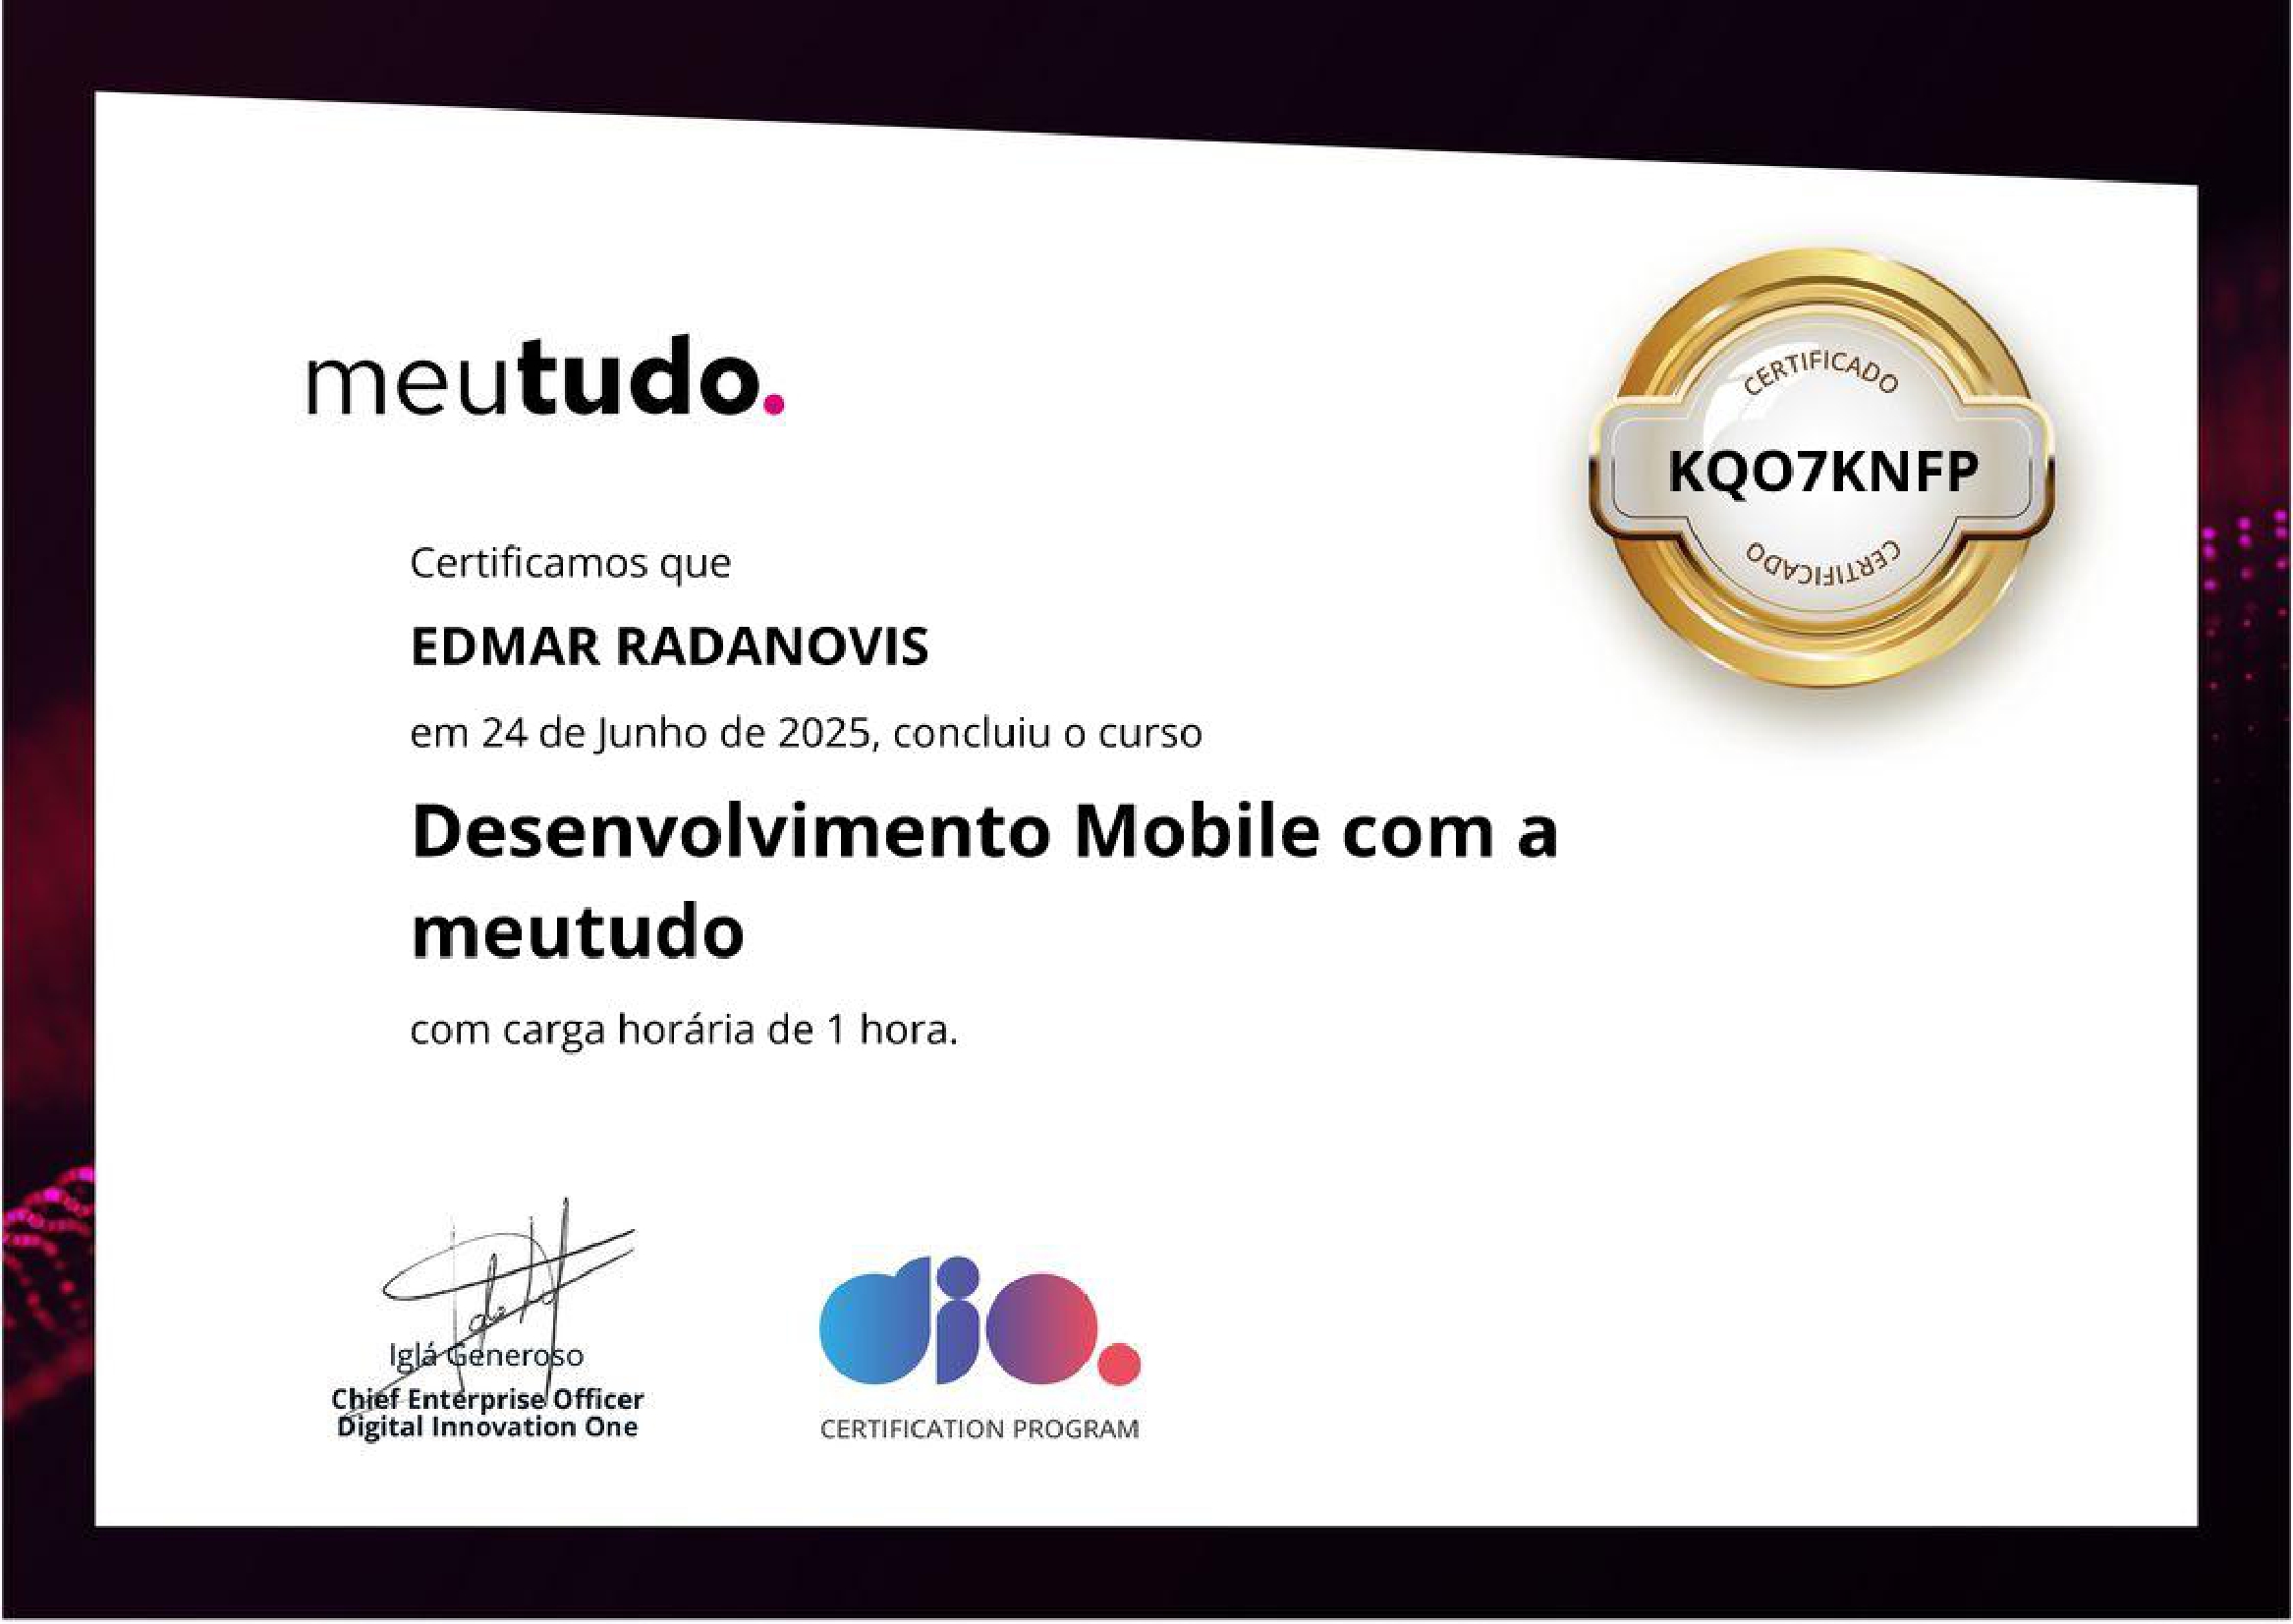 meutudo.
CERTIFICADO
KQO7KNFP
CERTIFICADO
Certificamos que
EDMAR RADANOVIS
em 24 de Junho de 2025, concluiu o curso
Desenvolvimento Mobile com a
meutudo
com carga horária de 1 hora.
Iglá Generoso
Chief Enterprise Officer
Digital Innovation One
dio.
CERTIFICATION PROGRAM